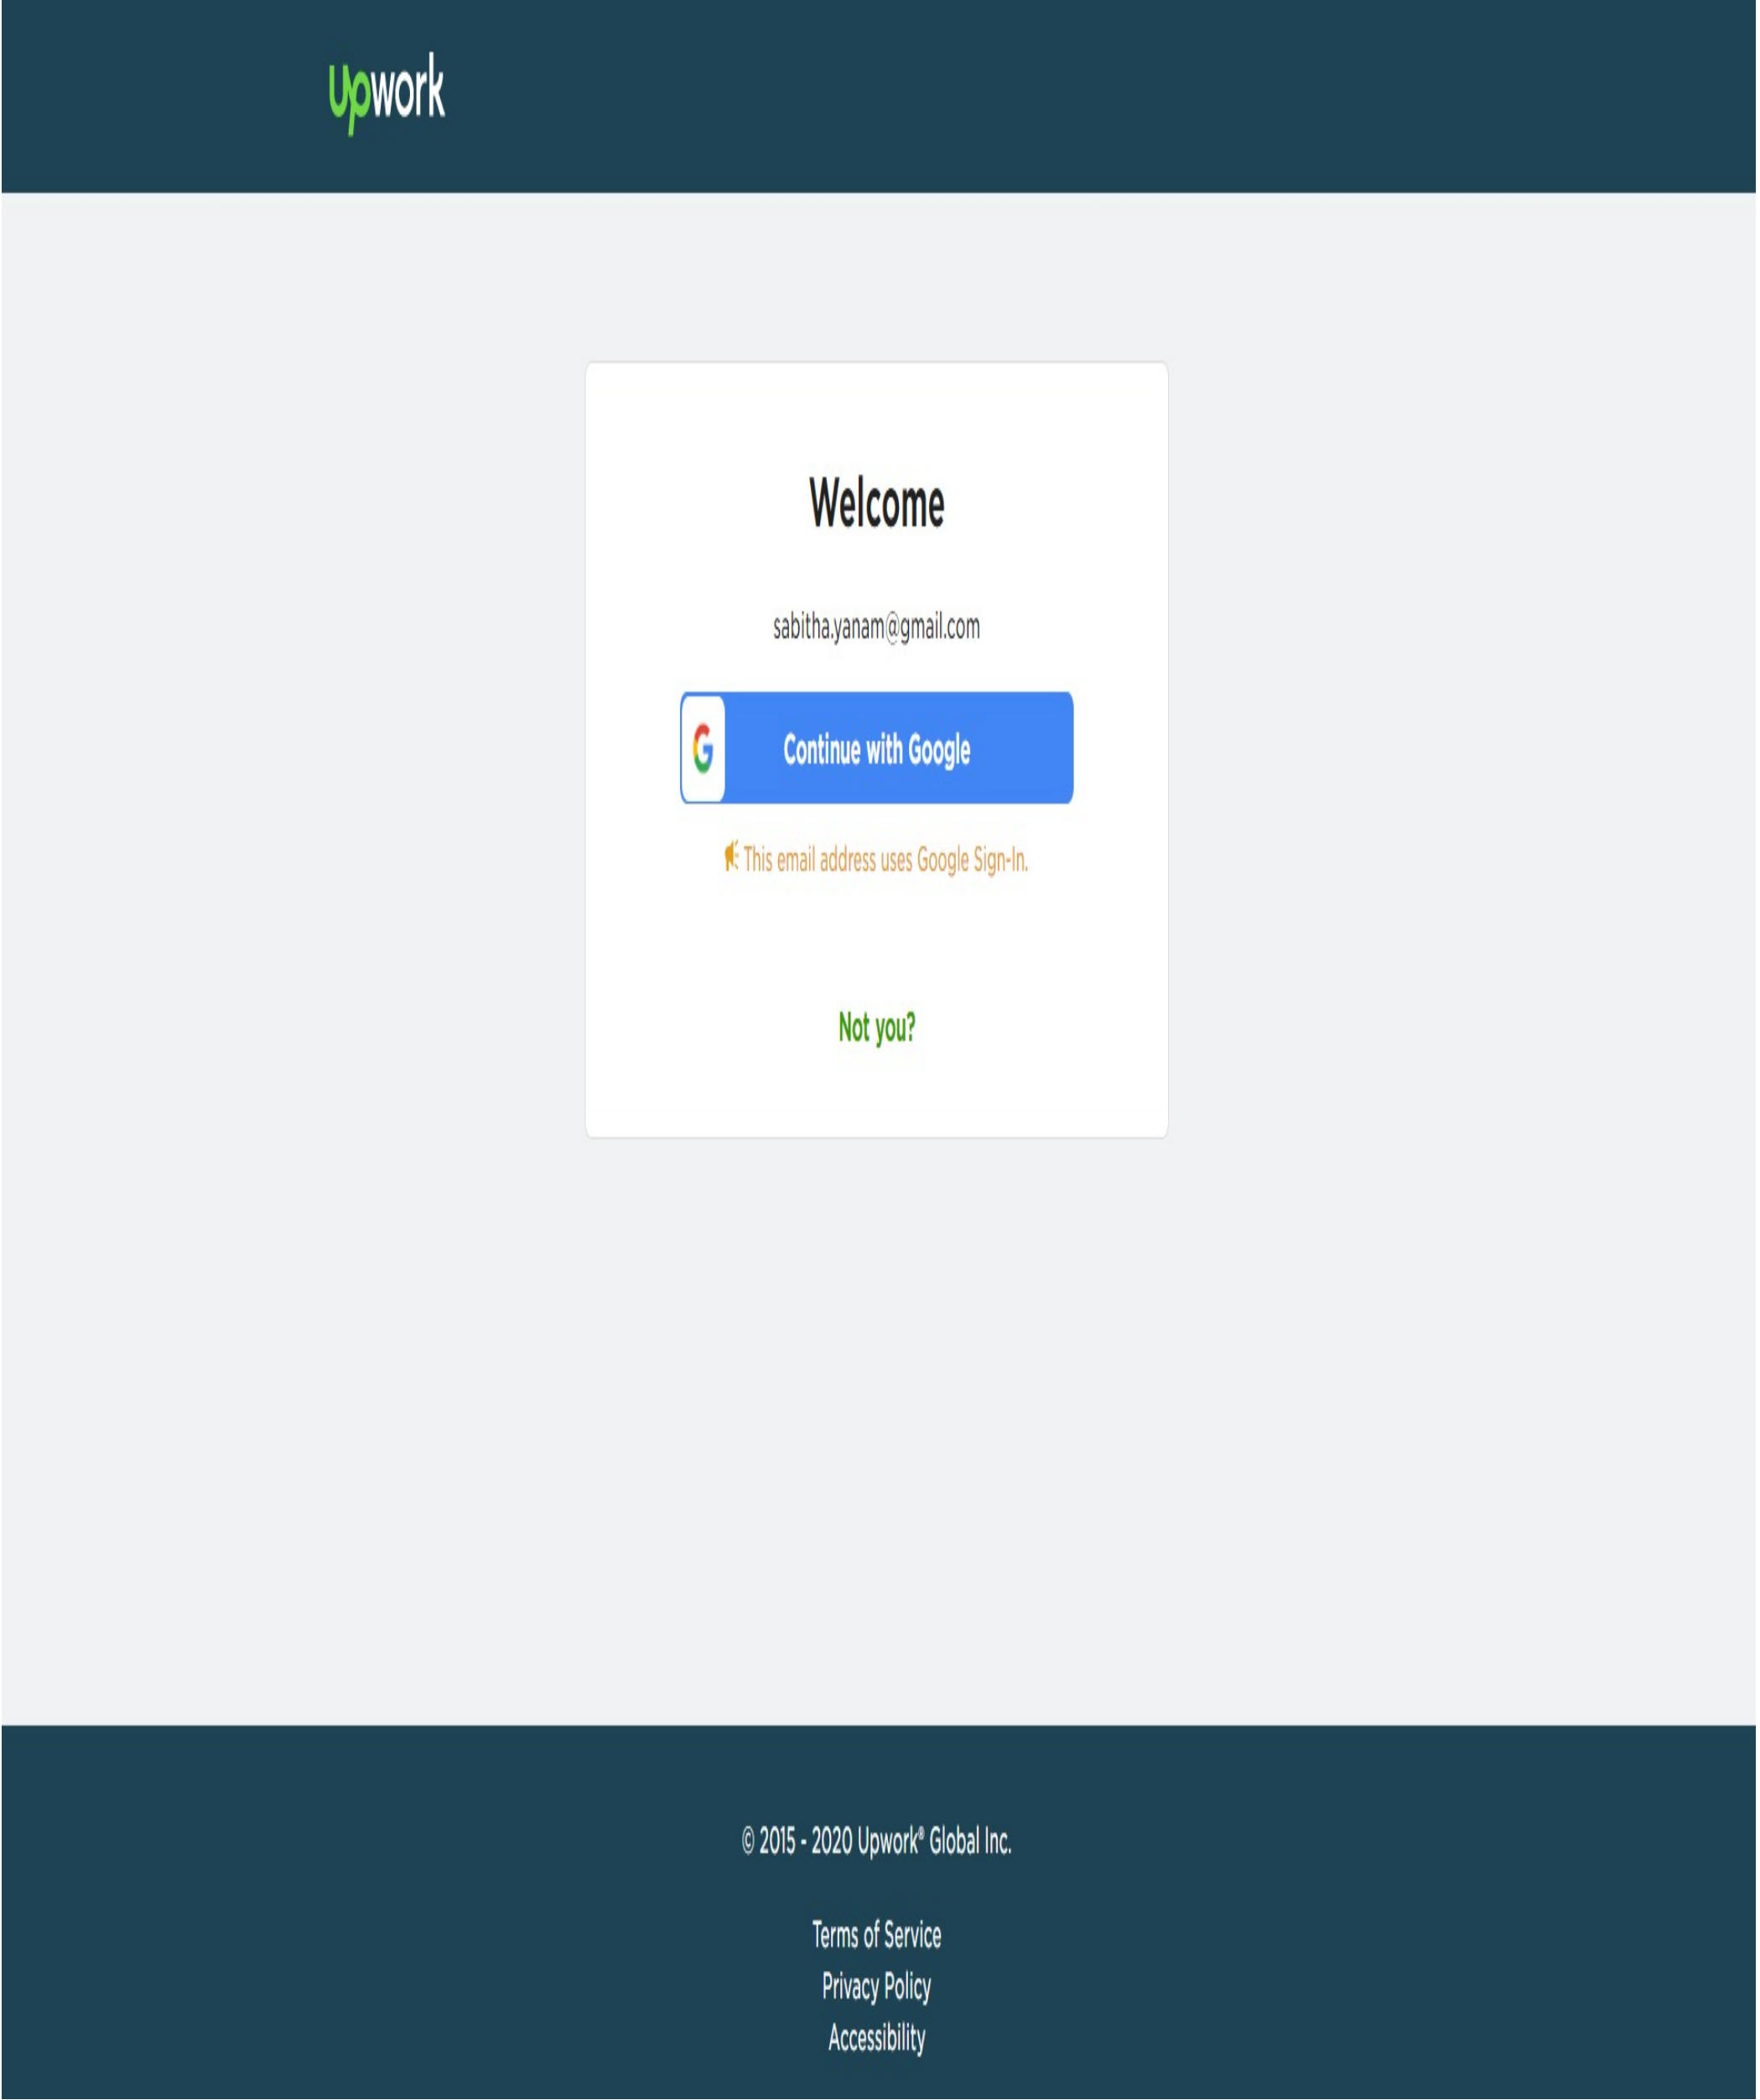 upwork
Welcome
sabitha.yanam@gmail.com
G
Continue with Google
This email address uses Google Sign-In.
Not you?
© 2015 - 2020 Upwork® Global Inc.
Terms of Service
Privacy Policy
Accessibility